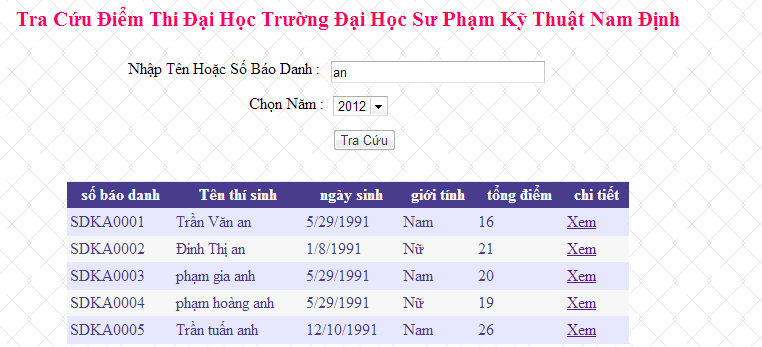 Tra Cứu Điểm Thi Đại Học Trường Đại Học Sư Phạm Kỹ Thuật Nam Định
Nhập Tên Hoặc Số Báo Danh : an
Chọn Năm : 2012
Tra Cứu
số báo danh Tên thí sinh ngày sinh giới tính tổng điểm chi tiết
SDKA0001 Trần Văn an 5/29/1991 Nam 16 Xem
SDKA0002 Đinh Thị an 1/8/1991 Nữ 21 Xem
SDKA0003 phạm gia anh 5/29/1991 Nam 20 Xem
SDKA0004 phạm hoàng anh 5/29/1991 Nữ 19 Xem
SDKA0005 Trần tuấn anh 12/10/1991 Nam 26 Xem